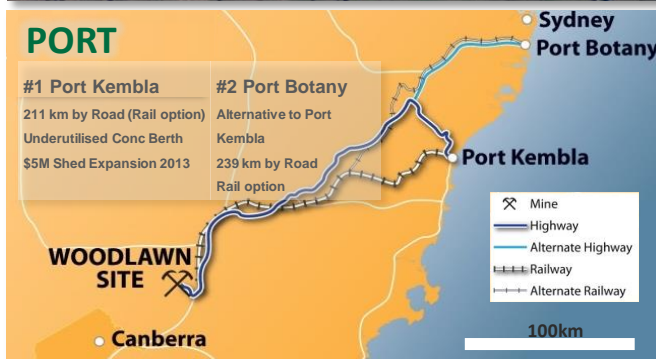 PORT
#1 Port Kembla
211 km by Road (Rail option)
Underutilised Conc Berth
$5M Shed Expansion 2013
#2 Port Botany
Alternative to Port
Kembla
239 km by Road
Rail option
Sydney
Port Botany
Port Kembla
WOODLAWN
SITE
Canberra
Mine
Highway
Alternate Highway
Railway
Alternate Railway
100km